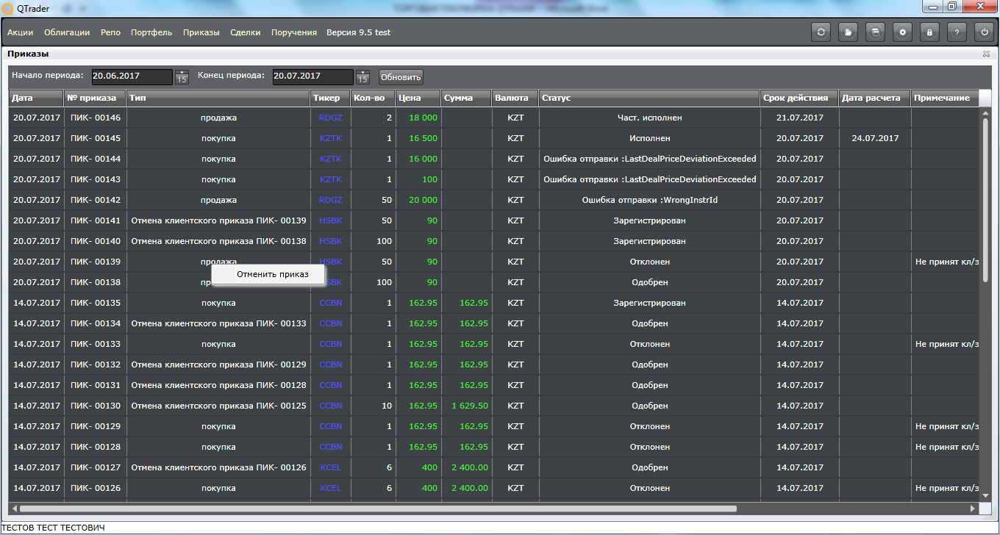 QTrader
Акции Облигации Репо Портфель Приказы Сделки Поручения Версия 9.5 test
Приказы
Начало периода: 20.06.2017 15 Конец периода: 20.07.2017 15 Обновить
Дата № приказа Тип Тикер Кол-во Цена Сумма Валюта Статус Срок действия Дата расчета Примечание
20.07.2017 ПИК- 00146 продажа RDGZ 2 18 000 KZT Част. исполнен 21.07.2017
20.07.2017 ПИК- 00145 покупка KZTK 1 16 500 KZT Исполнен 20.07.2017 24.07.2017
20.07.2017 ПИК- 00144 покупка KZTK 1 16 000 KZT Ошибка отправки :LastDealPriceDeviationExceeded 20.07.2017
20.07.2017 ПИК- 00143 покупка KZTK 1 100 KZT Ошибка отправки :LastDealPriceDeviationExceeded 20.07.2017
20.07.2017 ПИК- 00142 продажа RDGZ 50 20 000 KZT Ошибка отправки :WrongInstrId 20.07.2017
20.07.2017 ПИК- 00141 Отмена клиентского приказа ПИК- 00139 HSBK 50 90 KZT Зарегистрирован 20.07.2017
20.07.2017 ПИК- 00140 Отмена клиентского приказа ПИК- 00138 HSBK 100 90 KZT Зарегистрирован 20.07.2017
20.07.2017 ПИК- 00139 продажа HSBK 50 90 KZT Отклонен 20.07.2017 Не принят кл/з
Отменить приказ
20.07.2017 ПИК- 00138 пр SBK 100 90 KZT Одобрен 20.07.2017
14.07.2017 ПИК- 00135 покупка CCBN 1 162.95 162.95 KZT Зарегистрирован 14.07.2017
14.07.2017 ПИК- 00134 Отмена клиентского приказа ПИК- 00133 CCBN 1 162.95 162.95 KZT Одобрен 14.07.2017
14.07.2017 ПИК- 00133 покупка CCBN 1 162.95 162.95 KZT Отклонен 14.07.2017 Не принят кл/з
14.07.2017 ПИК- 00132 Отмена клиентского приказа ПИК- 00129 CCBN 1 162.95 162.95 KZT Одобрен 14.07.2017
14.07.2017 ПИК- 00131 Отмена клиентского приказа ПИК- 00128 CCBN 1 162.95 162.95 KZT Одобрен 14.07.2017
14.07.2017 ПИК- 00130 Отмена клиентского приказа ПИК- 00125 CCBN 10 162.95 1 629.50 KZT Одобрен 14.07.2017
14.07.2017 ПИК- 00129 покупка CCBN 1 162.95 162.95 KZT Отклонен 14.07.2017 Не принят кл/з
14.07.2017 ПИК- 00128 покупка CCBN 1 162.95 162.95 KZT Отклонен 14.07.2017 Не принят кл/з
14.07.2017 ПИК- 00127 Отмена клиентского приказа ПИК- 00126 KCEL 6 400 2 400.00 KZT Одобрен 14.07.2017
14.07.2017 ПИК- 00126 покупка KCEL 6 400 2 400.00 KZT Отклонен 14.07.2017 Не принят кл/з
ТЕСТОВ ТЕСТ ТЕСТОВИЧ